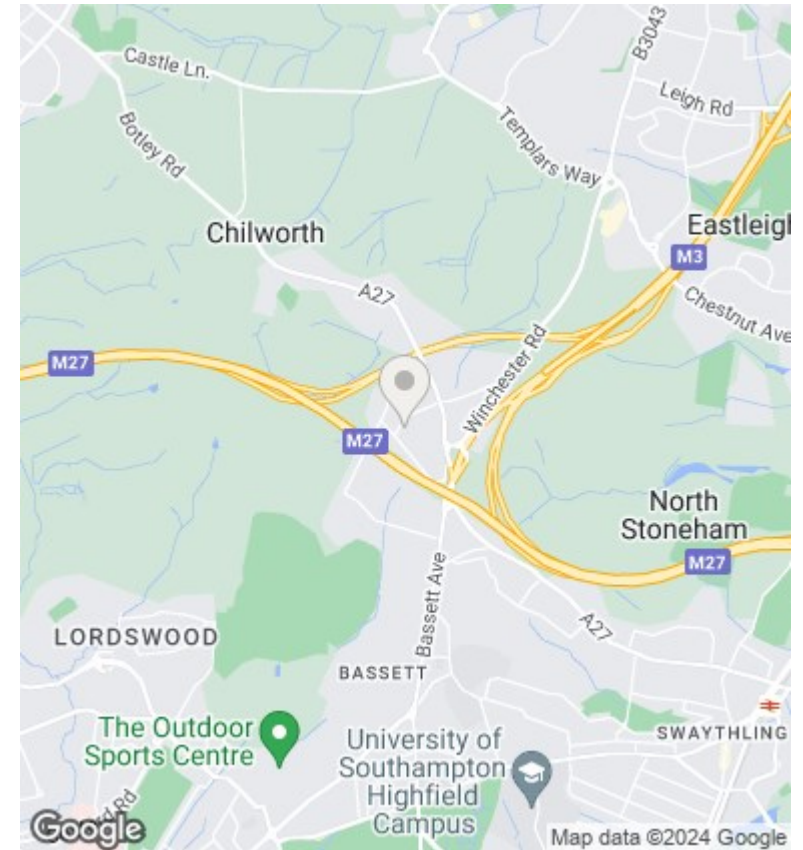 Castle Ln.
B3043
Leigh Rd
Botley Rd
Templars Way
Chilworth
Eastleigh
M3
A27
Chestnut Ave
M27
Winchester Rd
M27
North
Stoneham
M27
Bassett Ave
A27
LORDSWOOD
BASSETT
The Outdoor
Sports Centre
University of
Southampton
Highfield
Campus
SWAYTHLING
Rd
Google
Map data ©2024 Google